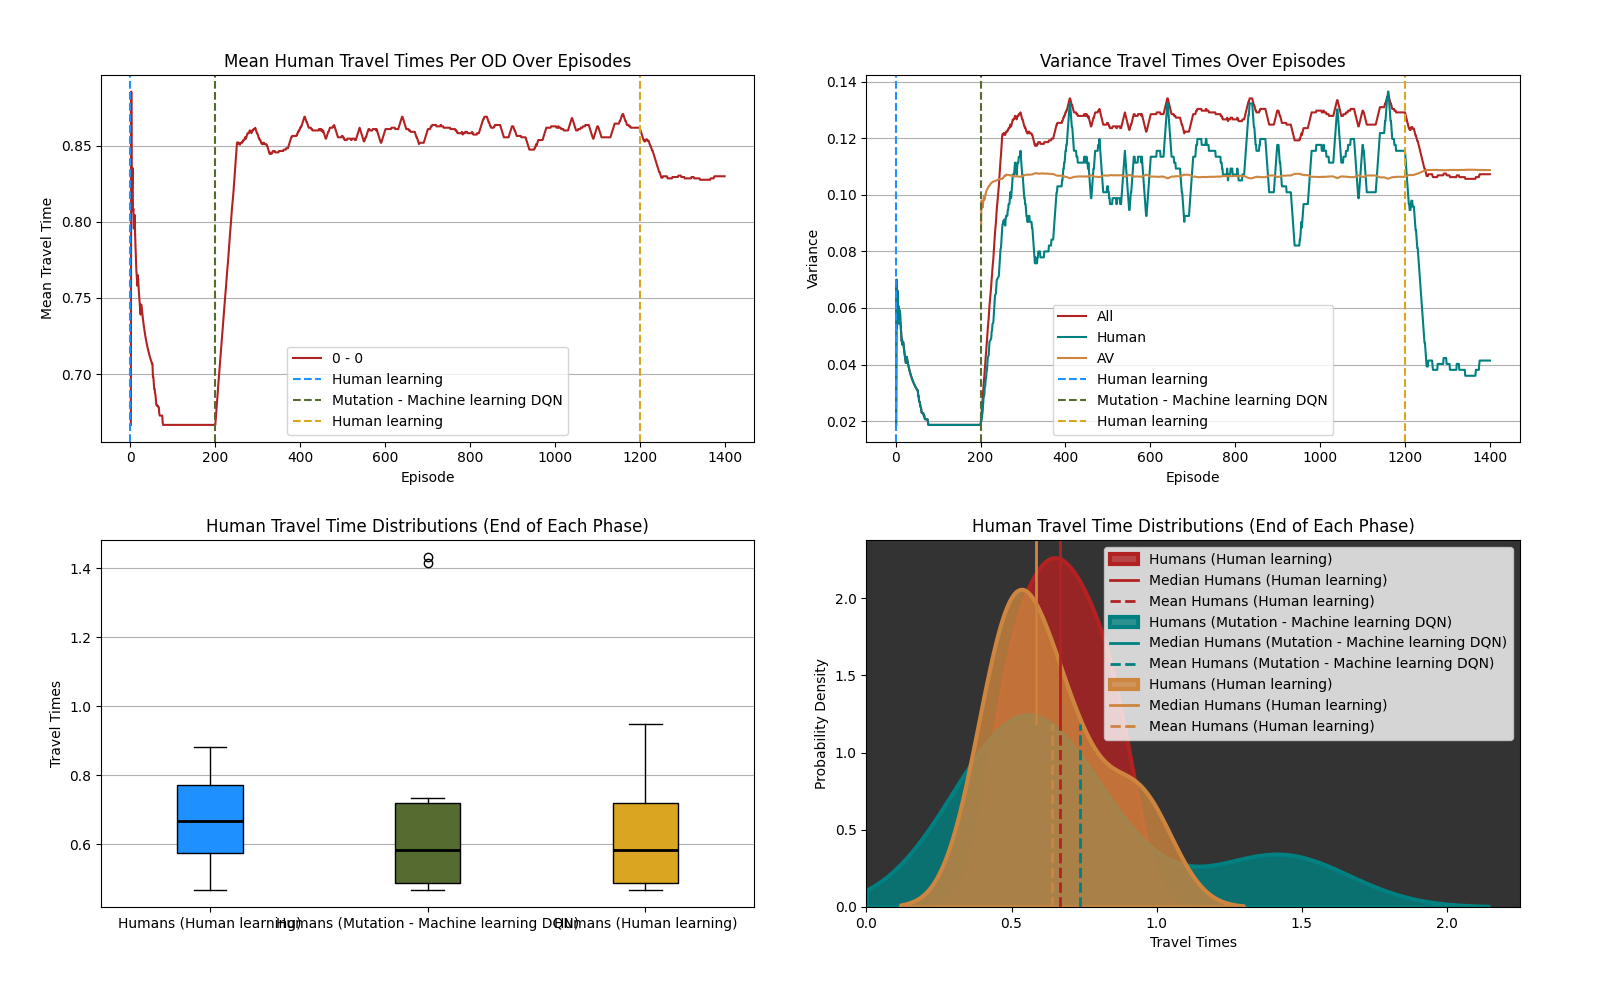 Mean Human Travel Times Per OD Over Episodes
Mean Travel Time
0.85
0.80
0.75
0.70
0 - 0
Human learning
Mutation - Machine learning DQN
Human learning
0 200 400 600 800 1000 1200 1400
Episode
Variance Travel Times Over Episodes
Variance
0.14
0.12
0.10
0.08
0.06
0.04
0.02
All
Human
AV
Human learning
Mutation - Machine learning DQN
Human learning
0 200 400 600 800 1000 1200 1400
Episode
Human Travel Time Distributions (End of Each Phase)
Travel Times
1.4
1.2
1.0
0.8
0.6
Humans (Human learning)
Humans (Mutation - Machine learning DQN)
Humans (Human learning)
Human Travel Time Distributions (End of Each Phase)
Probability Density
2.0
1.5
1.0
0.5
0.0
Humans (Human learning)
Median Humans (Human learning)
Mean Humans (Human learning)
Humans (Mutation - Machine learning DQN)
Median Humans (Mutation - Machine learning DQN)
Mean Humans (Mutation - Machine learning DQN)
Humans (Human learning)
Median Humans (Human learning)
Mean Humans (Human learning)
0.0 0.5 1.0 1.5 2.0
Travel Times